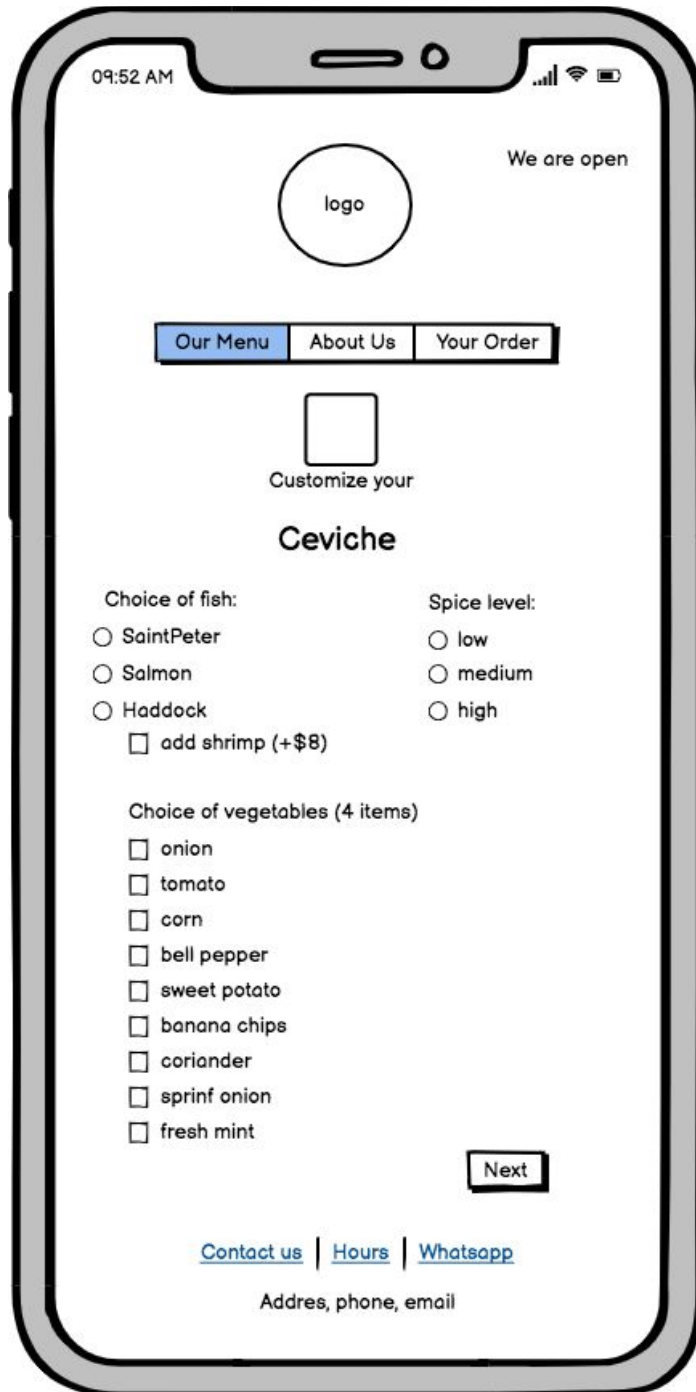 09:52 AM
We are open
logo
Our Menu About Us Your Order
Customize your
Ceviche
Choice of fish:
SaintPeter
Salmon
Haddock
add shrimp (+$8)
Spice level:
low
medium
high
Choice of vegetables (4 items)
onion
tomato
corn
bell pepper
sweet potato
banana chips
coriander
sprinf onion
fresh mint
Next
Contact us | Hours | Whatsapp
Addres, phone, email